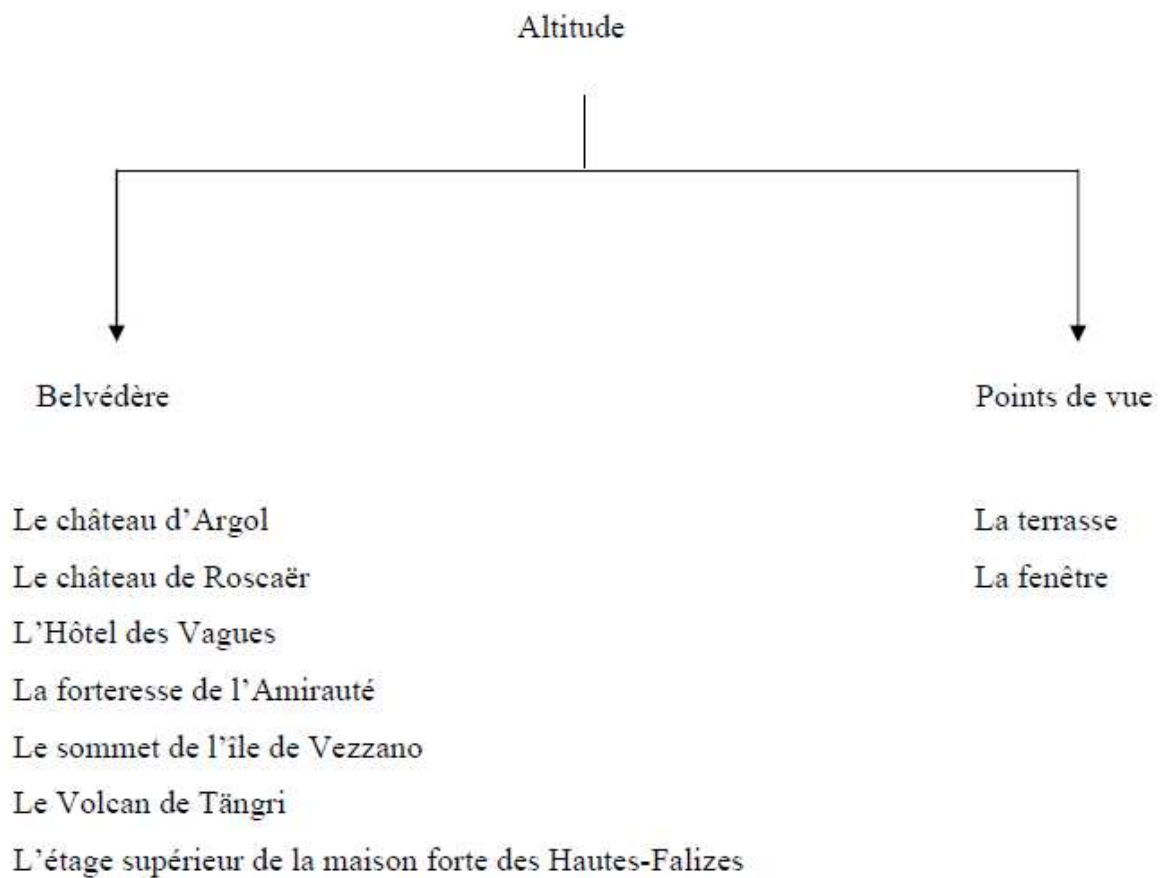 Altitude
Belvédère
Points de vue
Le château d’Argol
La terrasse
Le château de Roscaër
La fenêtre
L’Hôtel des Vagues
La forteresse de l’Amirauté
Le sommet de l’île de Vezzano
Le Volcan de Tängri
L’étage supérieur de la maison forte des Hautes-Falizes